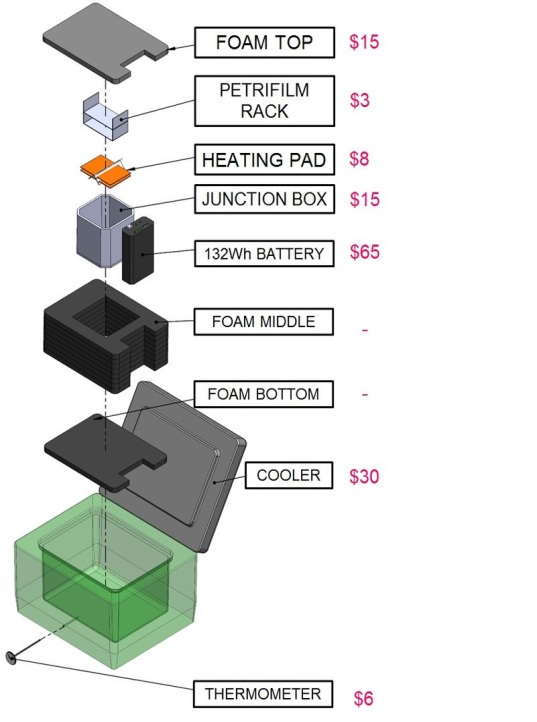 FOAM TOP $15
PETRIFILM
RACK $3
HEATING PAD $8
JUNCTION BOX $15
132Wh BATTERY $65
FOAM MIDDLE -
FOAM BOTTOM -
COOLER $30
THERMOMETER $6